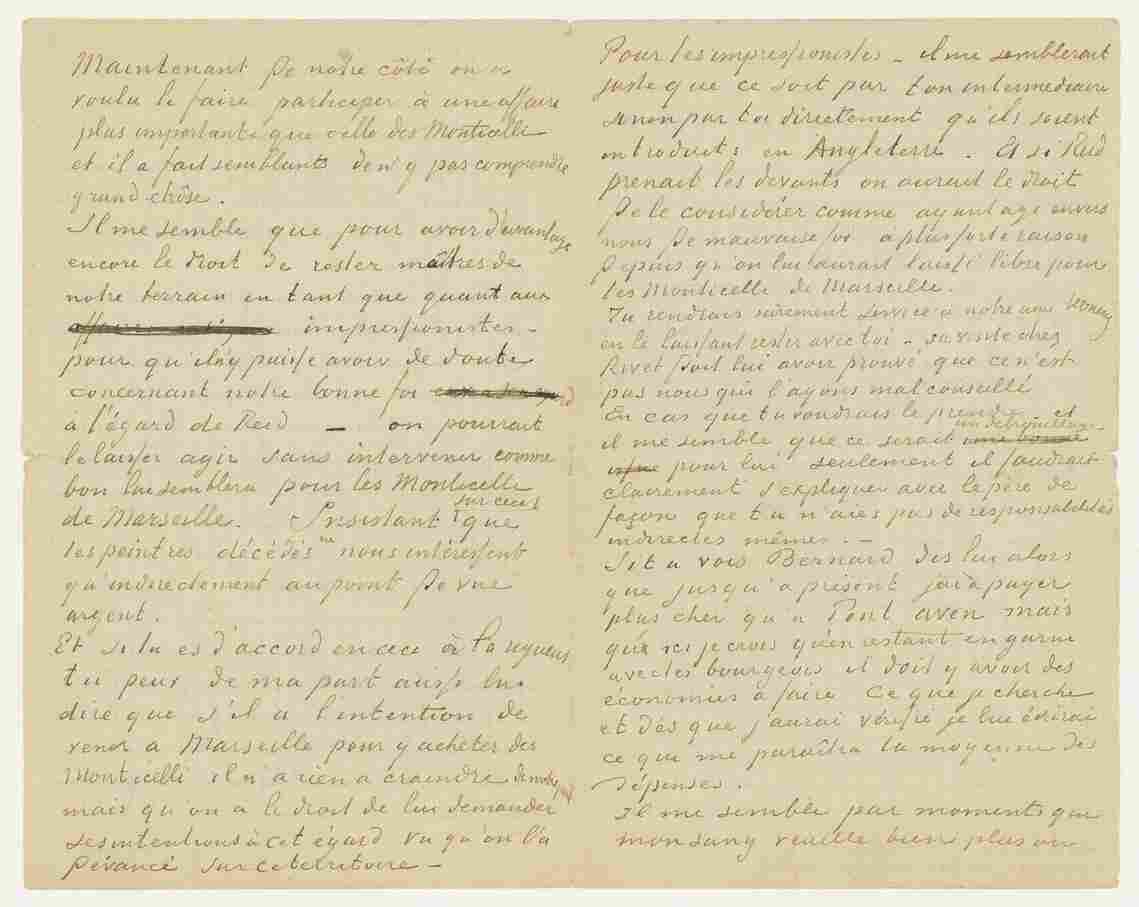 Maintenant de notre côté on a
voulu le faire participer à une affaire
plus importante que celle des Monticelli
et il a fait semblants de n'y pas comprendre
grand chôse.
Il me semble que pour avoir davantage
encore le droit de rester maîtres de
notre terrain en tant que quant aux
impressionistes –
pour qu'il n'y puisse avoir de doute
concernant notre bonne foi
à l'égard de Reid – on pourrait
le laisser agir sans intervenir comme
bon lui semblera pour les Monticelli
de Marseille. Insistant sur ceci que
les peintres décédés ne nous intéressent
qu'indirectement au point de vue
argent.
Et si tu es d'accord en ceci à la rigueur
tu peux de ma part aussi lui
dire que s'il a l'intention de
venir à Marseille pour y acheter des
Monticelli il n'a rien a craindre de nous
mais qu'on a le droit de lui demander
ses intentions à cet égard vu qu'on l'a
dévancé sur ce territoire –
Pour les impressionistes – il me semblerait
juste que ce soit par ton intermédiaire
sinon par toi directement qu'ils soient
introduits en Angleterre. Et si Reid
prenait les devants on aurait le droit
de le considérer comme ayant agi envers
nous de mauvaise foi à plus forte raison
depuis qu'on lui aurait laissé libre pour
les Monticelli de Marseille.
Tu rendrais sûrement service à notre ami Koning
en le laissant rester avec toi – sa visite chez
Rivet doit lui avoir prouvé que ce n'est
pas nous qui l'ayons mal conseillé
En cas que tu voudrais le prendre – et
il me semble que ce serait un débrouillage
pour lui seulement il faudrait
clairement s'expliquer avec le père de
façon que tu n'aies pas de responsabilités
indirectes mêmes. –
Si tu vois Bernard dis lui alors
que jusqu'à présent j'ai à payer
plus cher qu'à Pont aven mais
qu'ici je crois qu'en restant en garni
avec les bourgeois il doit y avoir des
économies à faire Ce que je cherche
et dès que j'aurai vérifié je lui écrirai
ce que me paraîtra la moyenne des
dépenses.
Il me semble par moments que
mon sang veuille bien plus ou